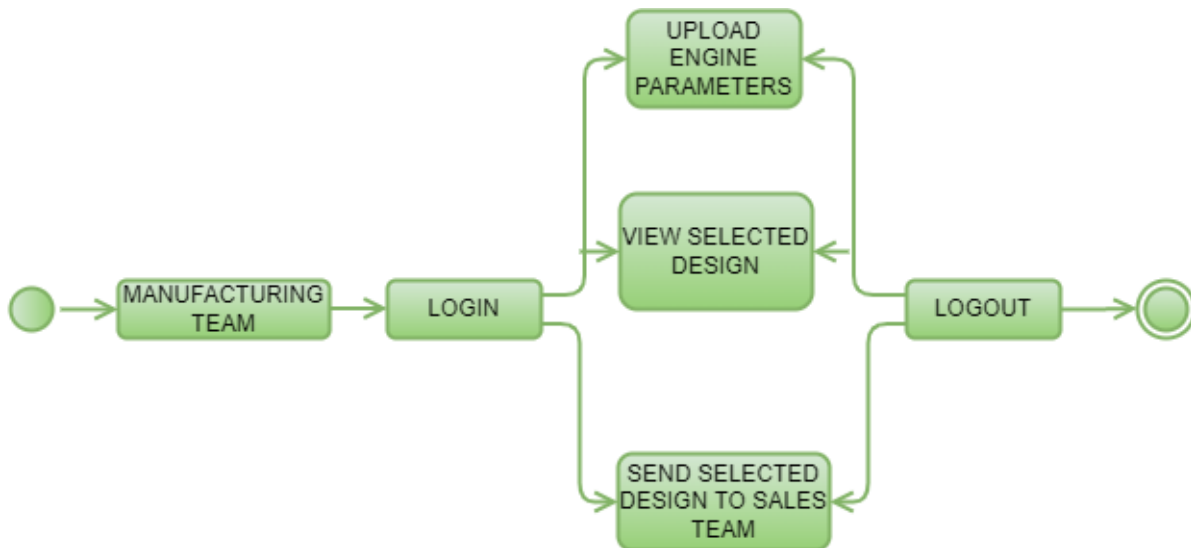 UPLOAD
ENGINE
PARAMETERS
VIEW SELECTED
DESIGN
MANUFACTURING
TEAM
LOGIN
LOGOUT
SEND SELECTED
DESIGN TO SALES
TEAM